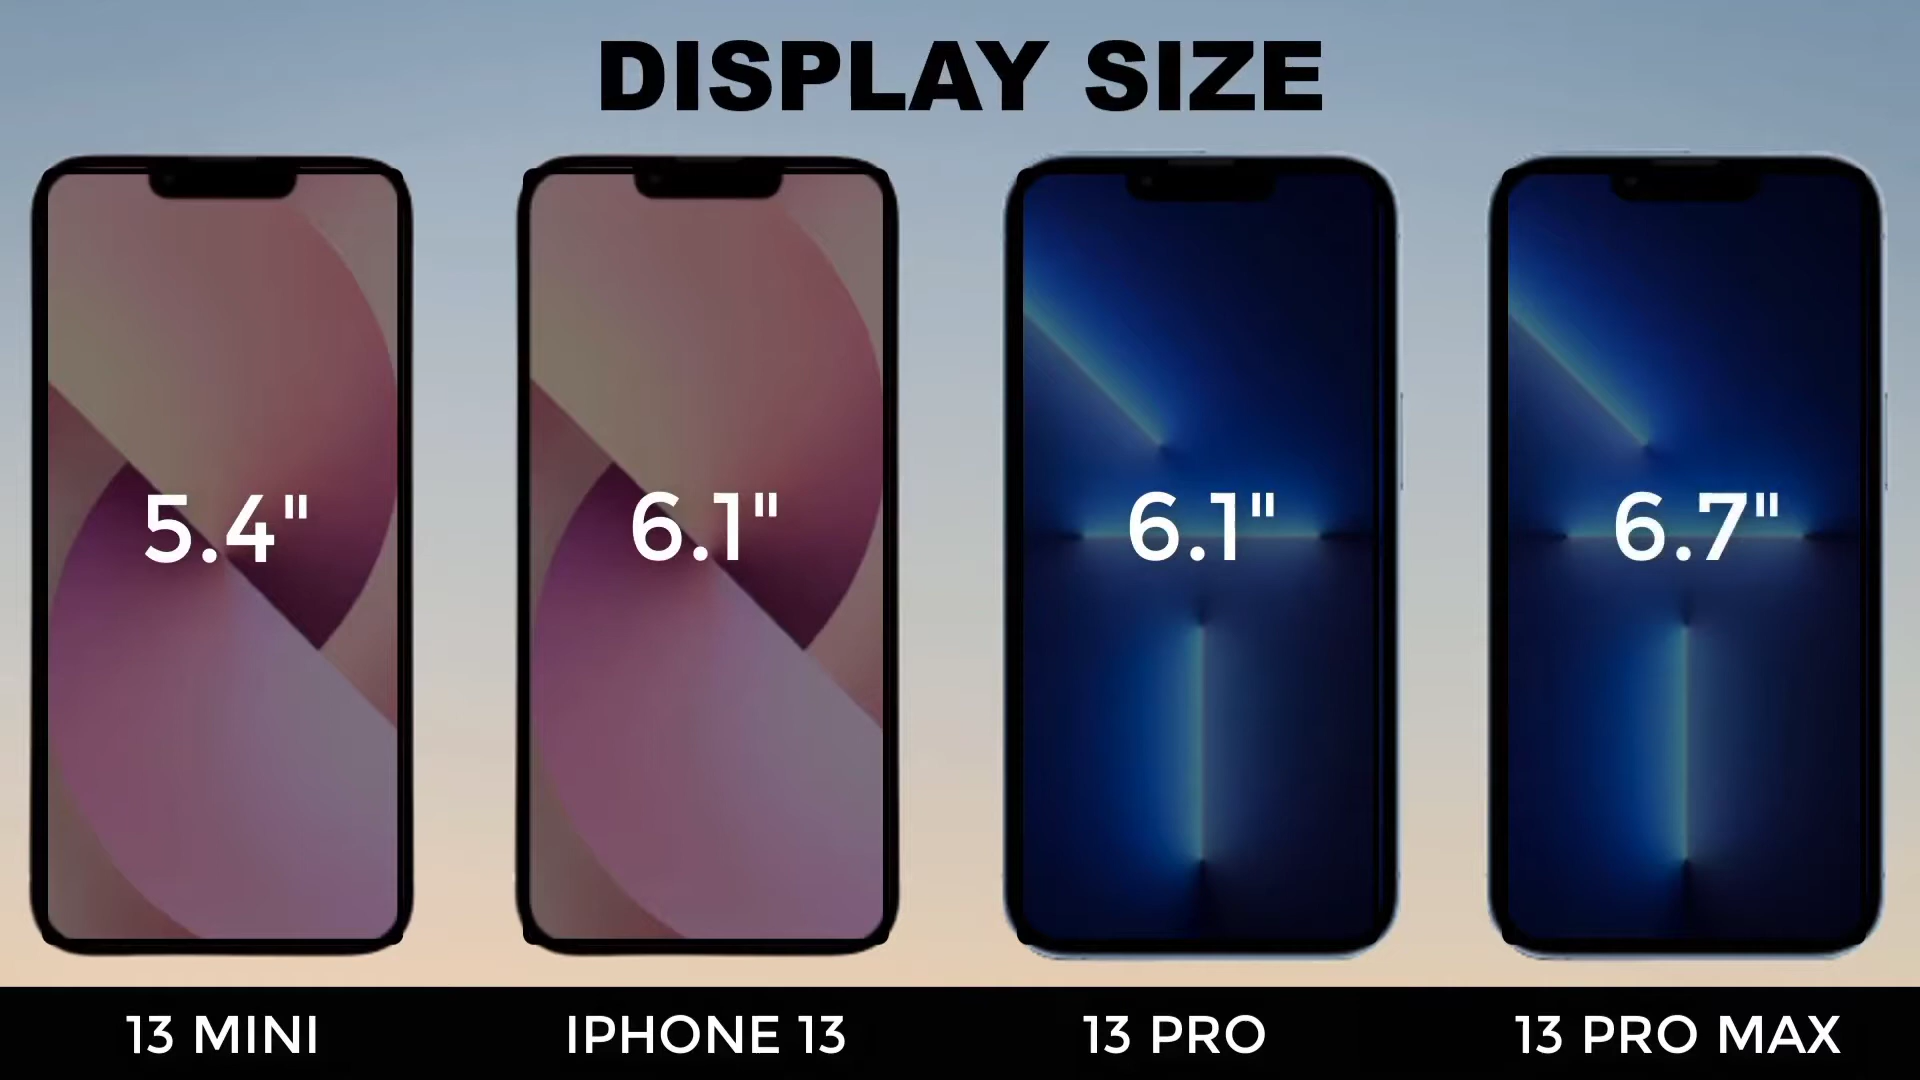 DISPLAY SIZE
5.4"
6.1"
6.1"
6.7"
13 MINI
IPHONE 13
13 PRO
13 PRO MAX